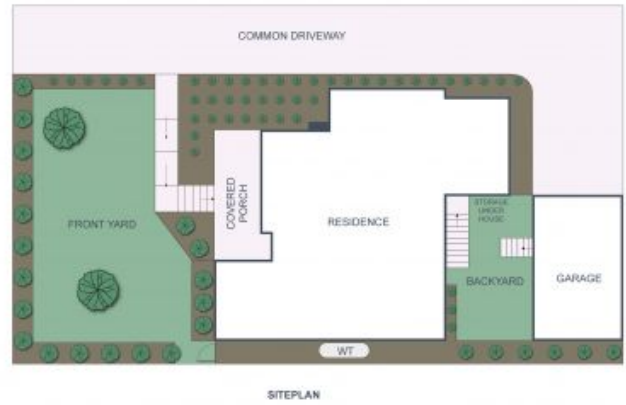 COMMON DRIVEWAY
STORAGE
UNDER
HOUSE
COVERED
PORCH
FRONT YARD
RESIDENCE
BACKYARD
GARAGE
WT
SITEPLAN